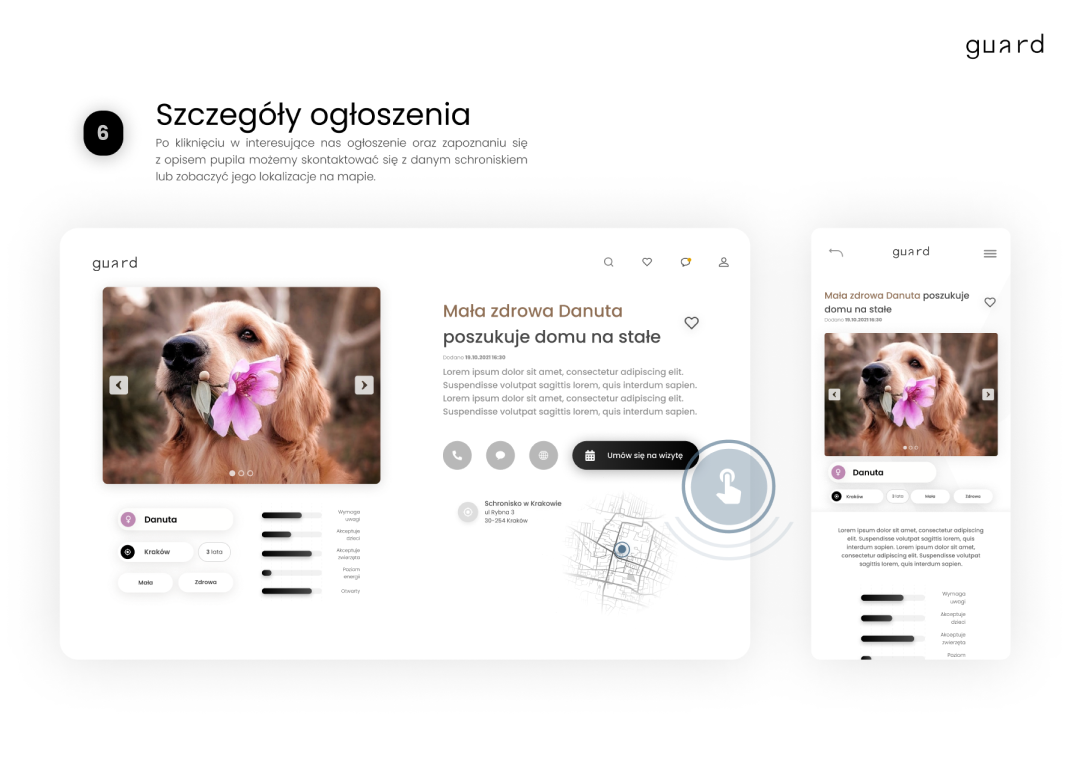 guard
6
Szczegóły ogłoszenia
Po kliknięciu w interesujące nas ogłoszenie oraz zapoznaniu się
z opisem pupila możemy skontaktować się z danym schroniskiem
lub zobaczyć jego lokalizacje na mapie.
guard
Mała zdrowa Danuta
poszukuje domu na stałe
Dodano 19.10.2021 16:30
Lorem ipsum dolor sit amet, consectetur adipiscing elit.
Suspendisse volutpat sagittis lorem, quis interdum sapien.
Lorem ipsum dolor sit amet, consectetur adipiscing elit.
Suspendisse volutpat sagittis lorem, quis interdum sapien.
Umów się na wizytę
Schronisko w Krakowie
ul Rybna 3
30-254 Kraków
Danuta
Kraków
3 lata
Mała
Zdrowa
Wymaga
uwagi
Akceptuje
dzieci
Akceptuje
zwierzęta
Poziom
energii
Otwarty
guard
Mała zdrowa Danuta poszukuje
domu na stałe
Dodano 19.10.2021 16:30
Danuta
Kraków
3 lata
Mała
Zdrowa
Lorem ipsum dolor sit amet, consectetur adipiscing
elit. Suspendisse volutpat sagittis lorem, quis
interdum sapien. Lorem ipsum dolor sit amet,
consectetur adipiscing elit. Suspendisse volutpat
sagittis lorem, quis interdum sapien.
Wymaga
uwagi
Akceptuje
dzieci
Akceptuje
zwierzęta
Poziom